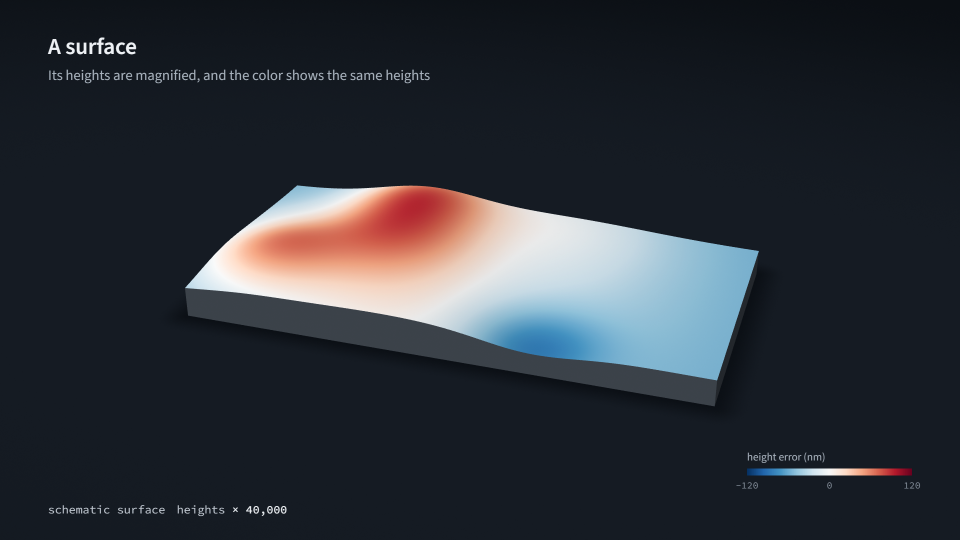 A surface
Its heights are magnified, and the color shows the same heights
height error (nm)
−120 0 120
schematic surface heights × 40,000